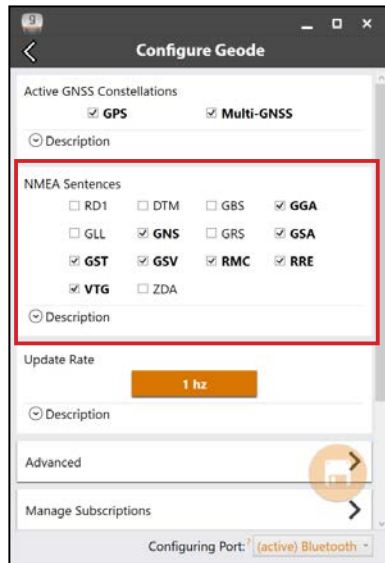 g
Configure Geode
Active GNSS Constellations
GPS Multi-GNSS
Description
NMEA Sentences
RD1 DTM GBS GGA
GLL GNS GRS GSA
GST GSV RMC RRE
VTG ZDA
Description
Update Rate
1 hz
Description
Advanced
Manage Subscriptions
Configuring Port: ? (active) Bluetooth